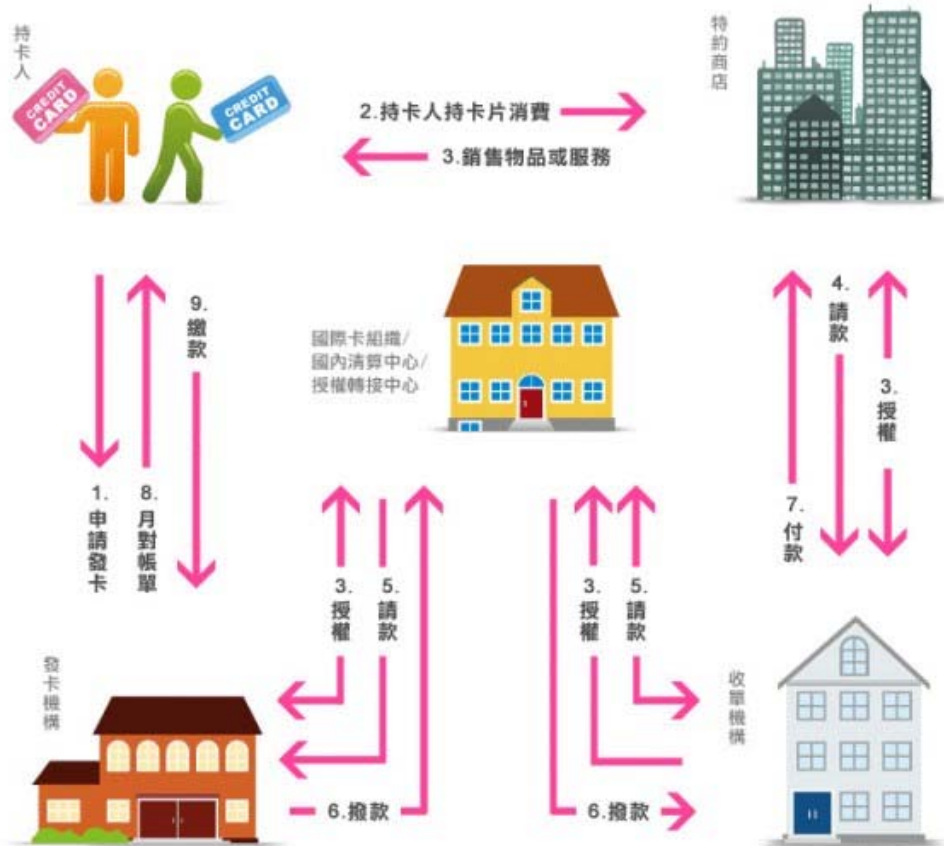 持卡人
CREDIT CARD
CREDIT CARD
特約商店
2.持卡人持卡片消費
3.銷售物品或服務
9.繳款
國際卡組織/
國內清算中心/
授權轉接中心
4.請款
3.授權
1.申請發卡
8.月對帳單
7.付款
3.授權
5.請款
3.授權
5.請款
發卡機構
收單機構
6.撥款
6.撥款